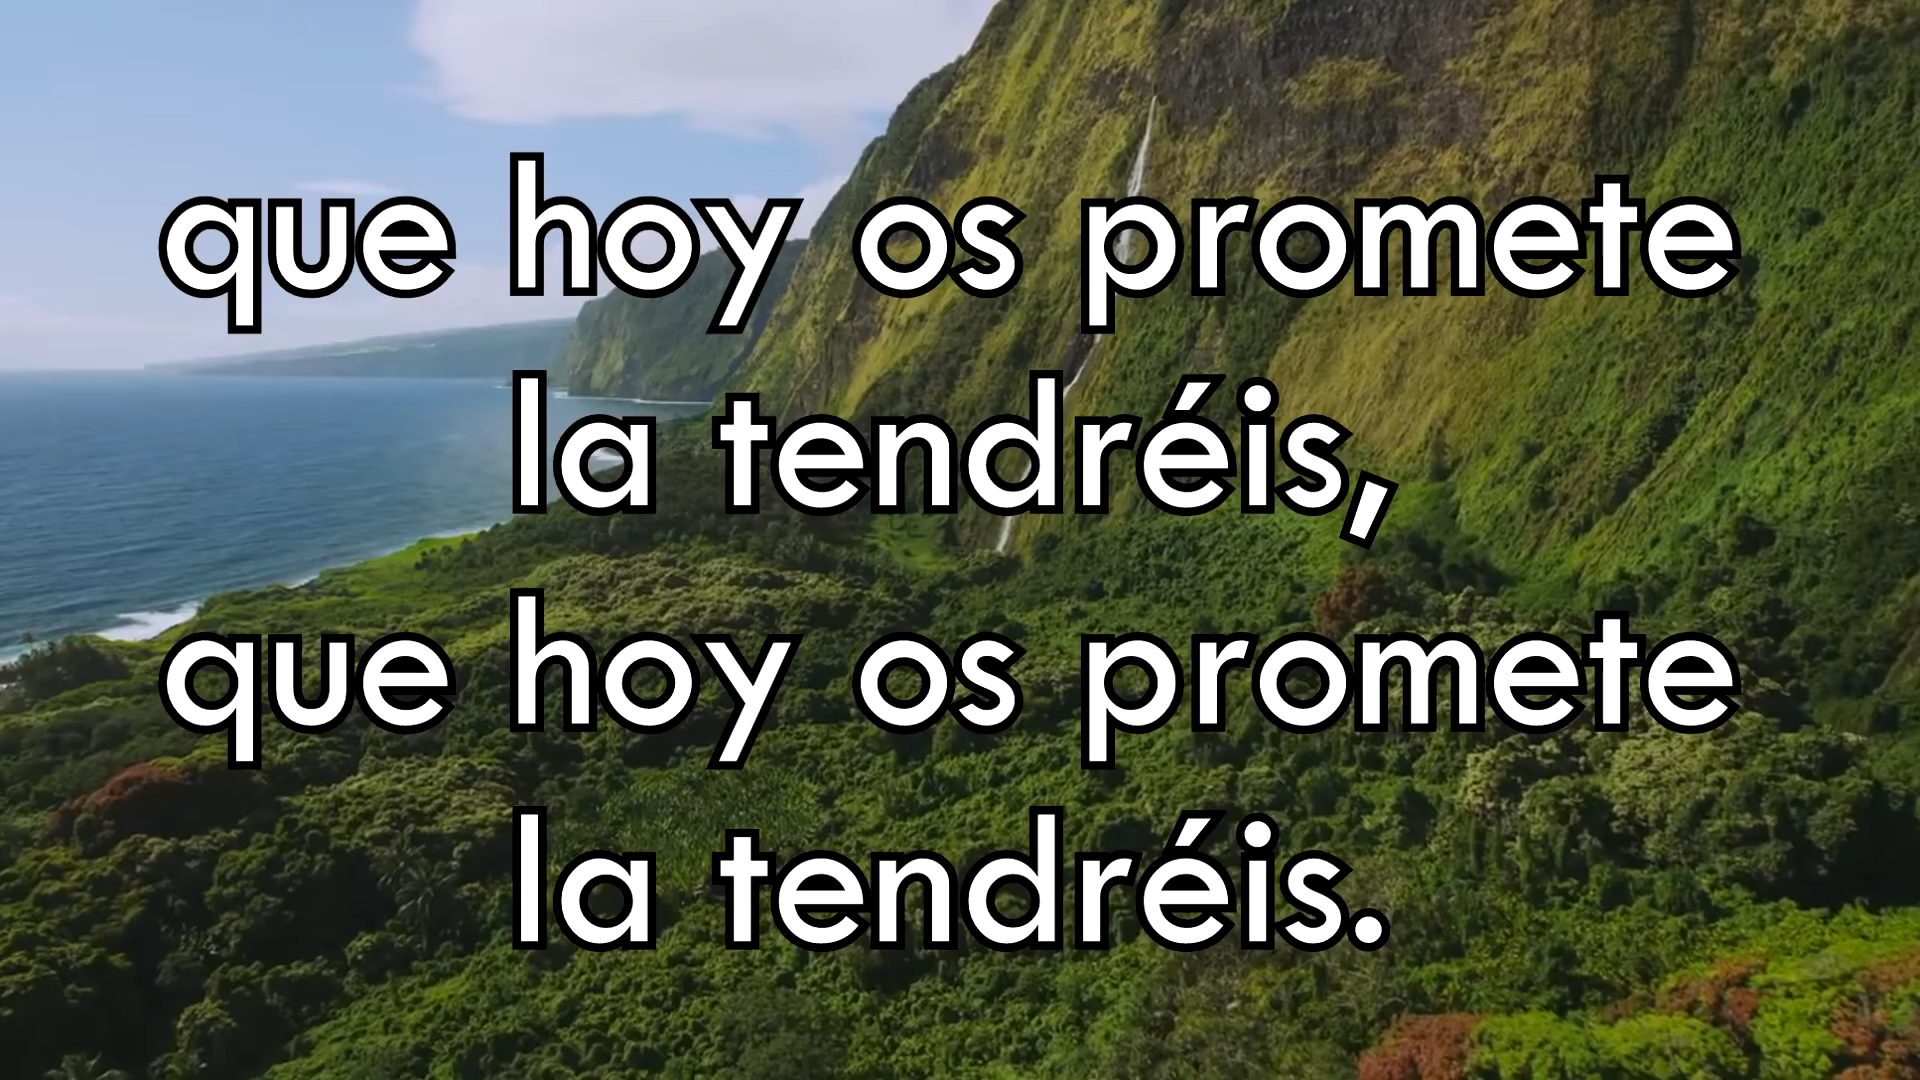 que hoy os promete
la tendréis,
que hoy os promete
la tendréis.